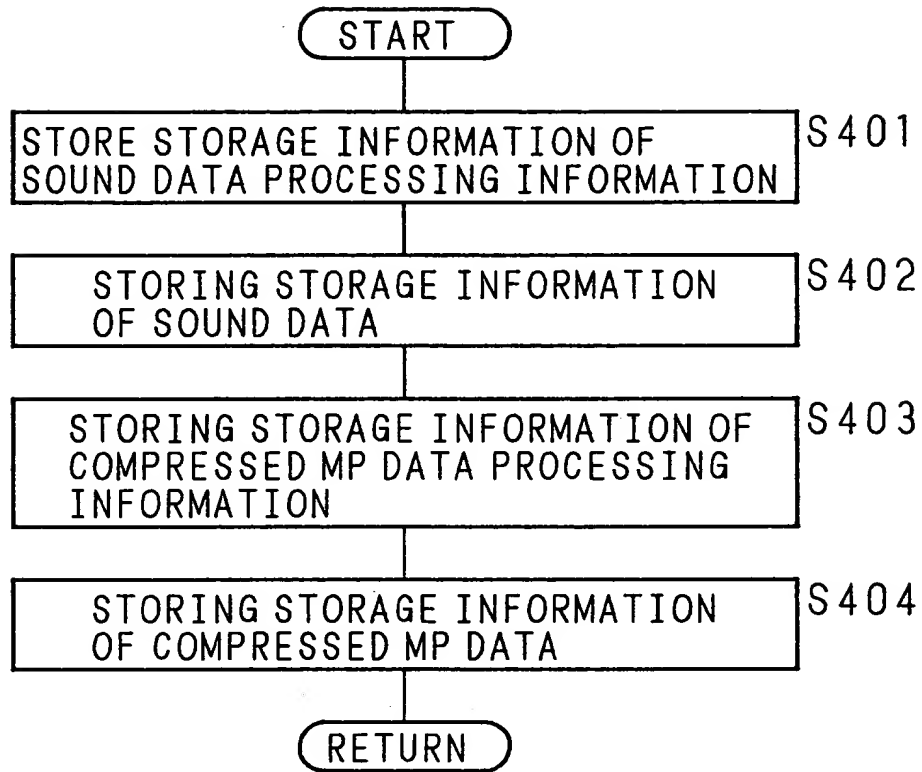 START
STORE STORAGE INFORMATION OF
SOUND DATA PROCESSING INFORMATION
S401
STORING STORAGE INFORMATION
OF SOUND DATA
S402
STORING STORAGE INFORMATION OF
COMPRESSED MP DATA PROCESSING
INFORMATION
S403
STORING STORAGE INFORMATION
OF COMPRESSED MP DATA
S404
RETURN